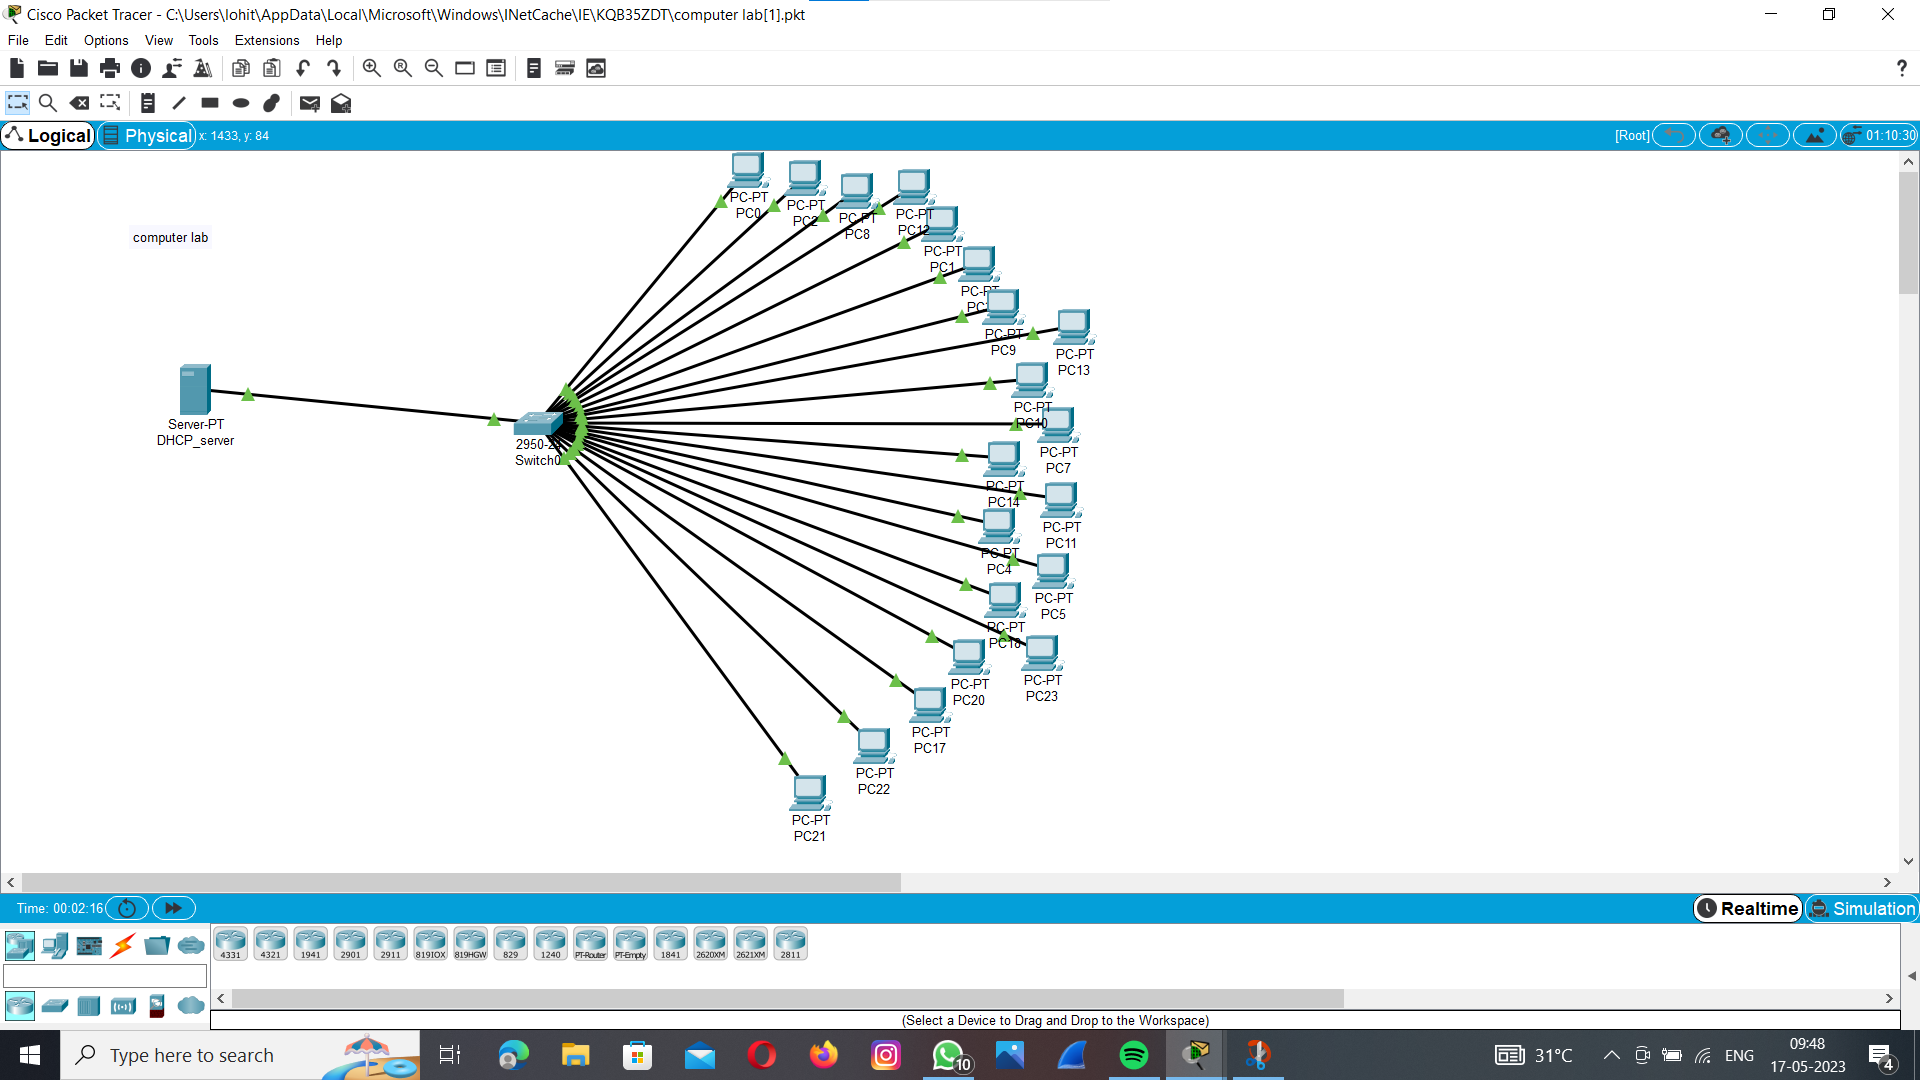 Cisco Packet Tracer - C:\Users\lohit\AppData\Local\Microsoft\Windows\INetCache\IE\KQB35ZDT\computer lab[1].pkt
File Edit Options View Tools Extensions Help
Logical Physical x: 1433, y: 84 [Root] 01:10:30
computer lab
PC-PT
PC0
PC-PT
PC2
PC-PT
PC8
PC-PT
PC12
PC-PT
PC1
PC-PT
PC-PT
PC9
PC-PT
PC13
PC-PT
PC10
PC-PT
PC7
Server-PT
DHCP_server
Switch0
PC-PT
PC14
PC-PT
PC11
PC-PT
PC4
PC-PT
PC5
PC-PT
PC18
PC-PT
PC20
PC-PT
PC23
PC-PT
PC17
PC-PT
PC22
PC-PT
PC21
Time: 00:02:16 Realtime Simulation
4331 4321 1941 2901 2911 819IOX 819HGW 829 1240 PT-Router PT-Empty 1841 2620XM 2621XM 2811
(Select a Device to Drag and Drop to the Workspace)
Type here to search 10 31°C ENG 09:48
17-05-2023 4